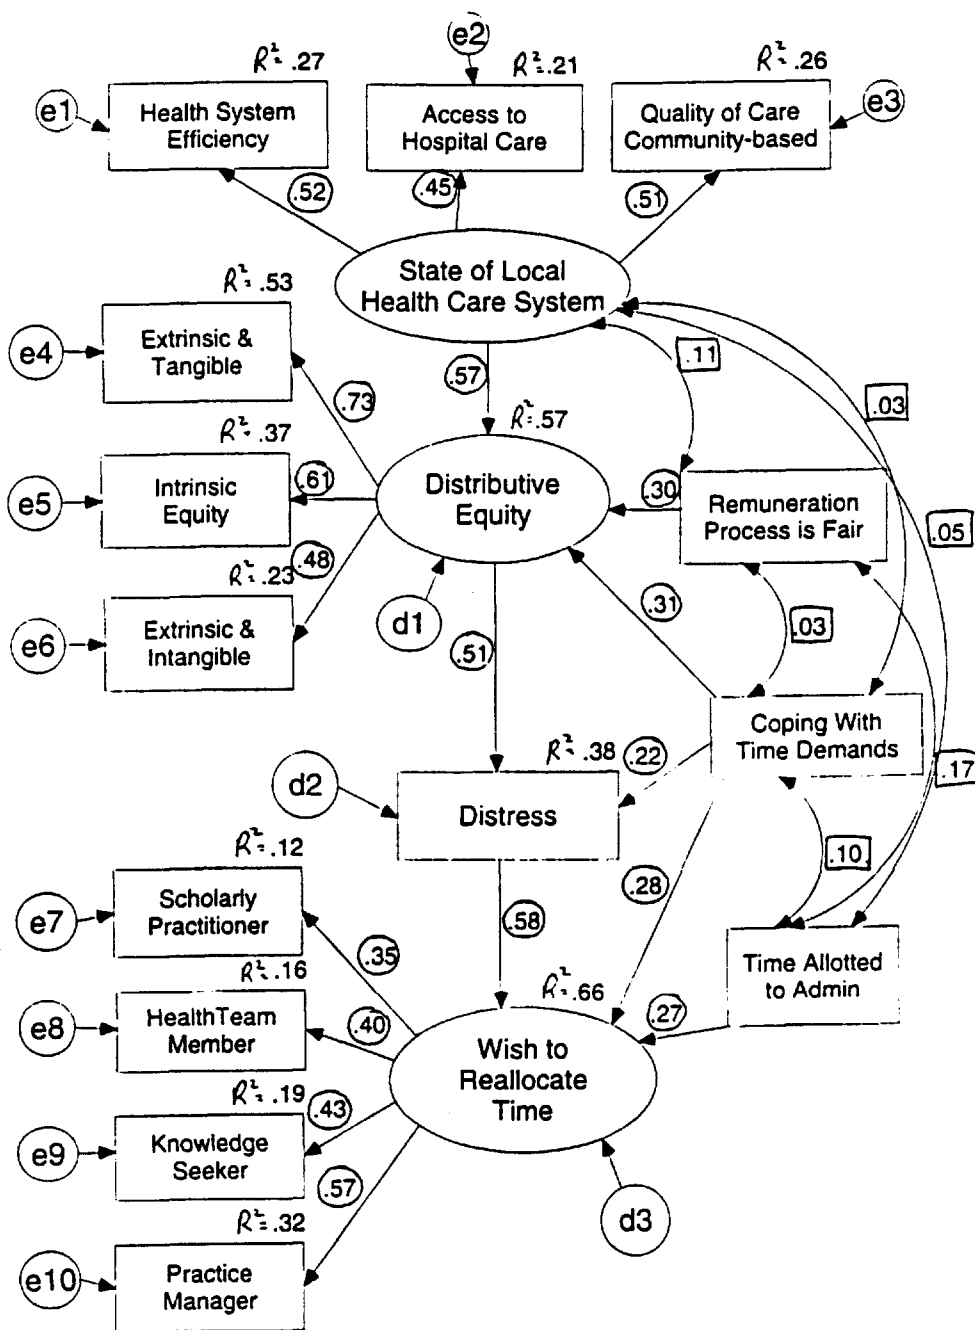 e2
R²=.27
R²=.21
R²=.26
e1
Health System
Efficiency
Access to
Hospital Care
Quality of Care
Community-based
e3
.52
.45
.51
State of Local
Health Care System
R²=.53
e4
Extrinsic &
Tangible
.73
.57
.11
.03
R²=.57
R²=.37
e5
Intrinsic
Equity
.61
Distributive
Equity
.30
Remuneration
Process is Fair
.05
R²=.23
.48
e6
Extrinsic &
Intangible
d1
.31
.03
.51
Coping With
Time Demands
R²=.38
.22
.17
d2
Distress
R²=.12
.10
e7
Scholarly
Practitioner
.35
.58
.28
Time Allotted
to Admin
R²=.16
R²=.66
e8
HealthTeam
Member
.40
.27
Wish to
Reallocate
Time
R²=.19
e9
Knowledge
Seeker
.43
.57
R²=.32
d3
e10
Practice
Manager